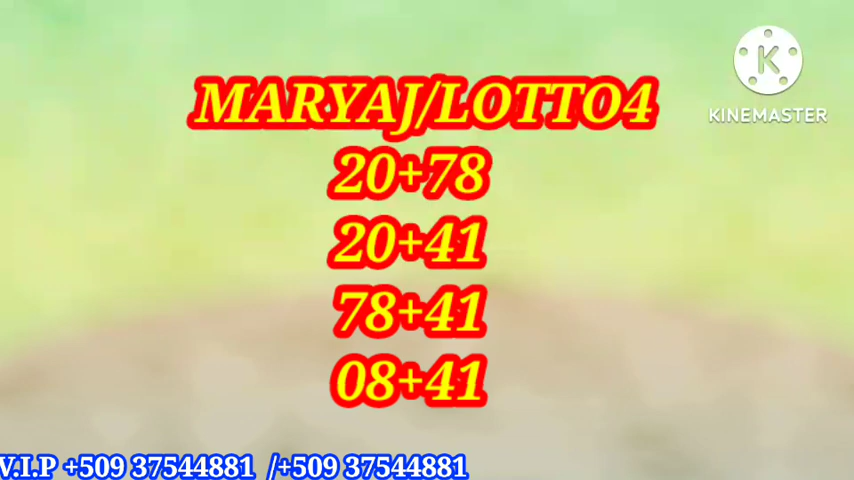 MARYAJ/LOTTO4
20+78
20+41
78+41
08+41
K
KINEMASTER
V.I.P +509 37544881 /+509 37544881